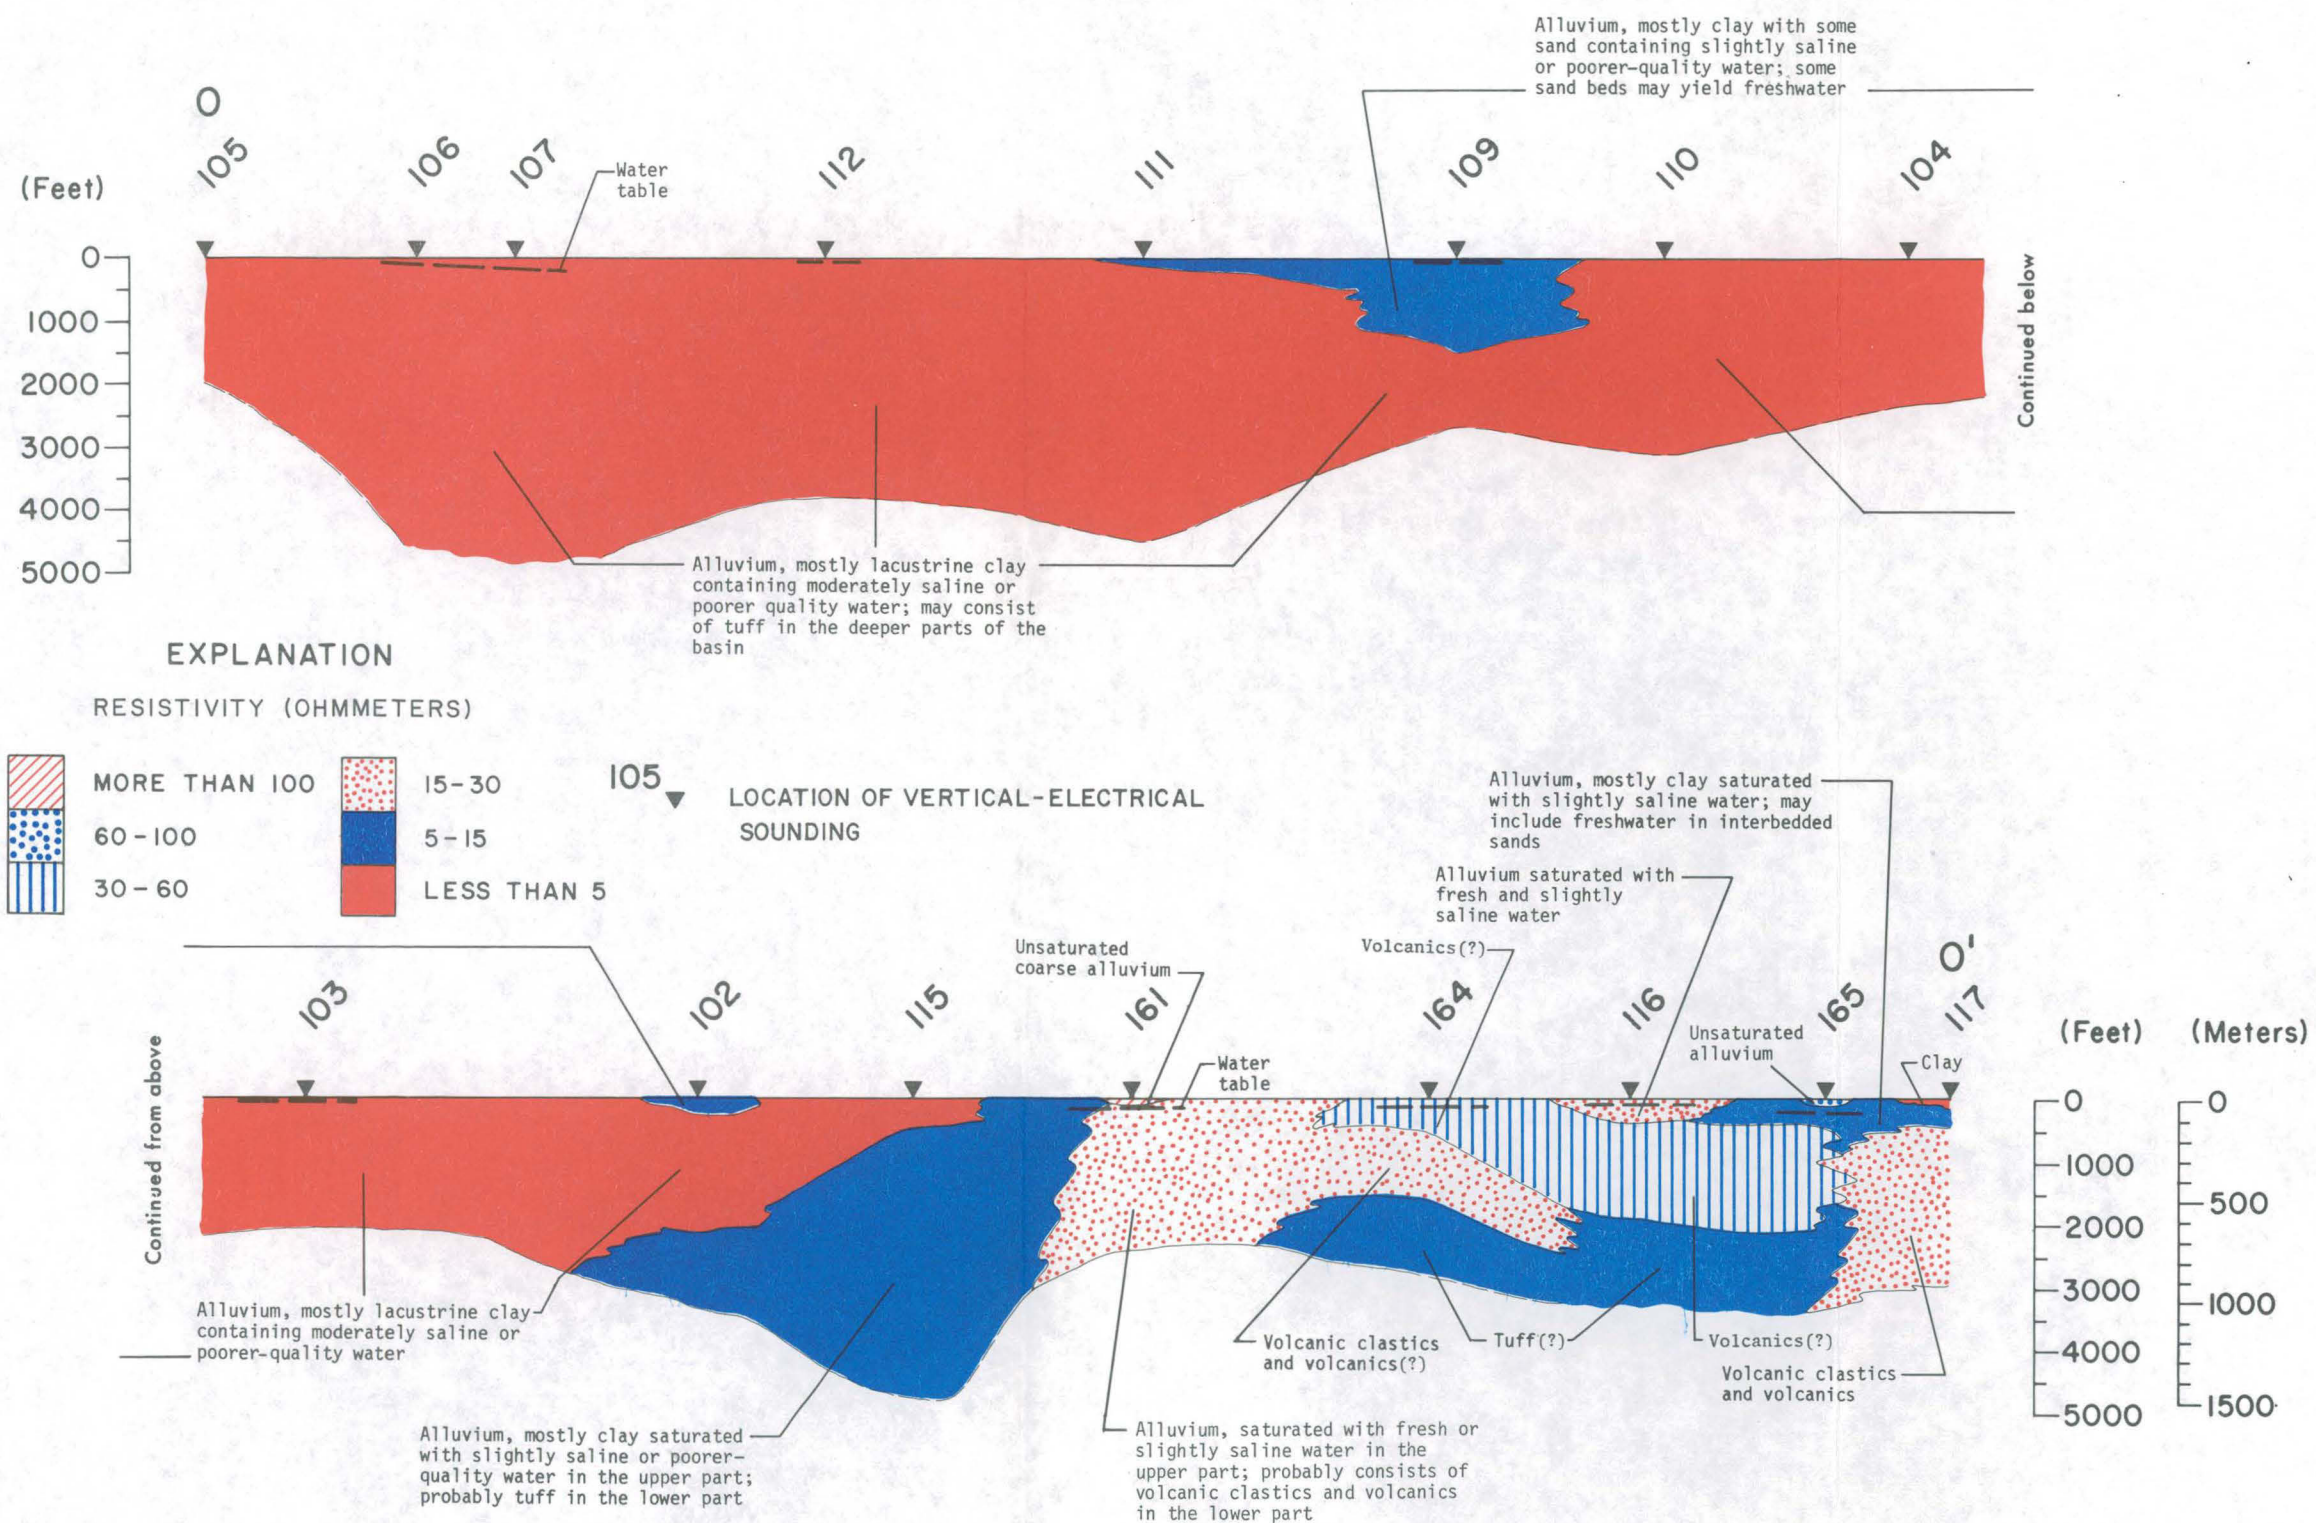 Alluvium, mostly clay with some
sand containing slightly saline
or poorer-quality water; some
sand beds may yield freshwater
O
105
106
107
112
111
109
110
104
(Feet)
Water
table
0
1000
2000
3000
4000
5000
Continued below
Alluvium, mostly lacustrine clay
containing moderately saline or
poorer quality water; may consist
of tuff in the deeper parts of the
basin
EXPLANATION
RESISTIVITY (OHMMETERS)
MORE THAN 100
60-100
30-60
15-30
5-15
LESS THAN 5
105
LOCATION OF VERTICAL-ELECTRICAL
SOUNDING
Alluvium, mostly clay saturated
with slightly saline water; may
include freshwater in interbedded
sands
Alluvium saturated with
fresh and slightly
saline water
Unsaturated
coarse alluvium
Volcanics(?)
O'
103
102
115
161
164
116
165
117
Unsaturated
alluvium
Clay
Water
table
(Feet)
(Meters)
Continued from above
0
1000
2000
3000
4000
5000
0
500
1000
1500
Alluvium, mostly lacustrine clay
containing moderately saline or
poorer-quality water
Volcanic clastics
and volcanics(?)
Tuff(?)
Volcanics(?)
Volcanic clastics
and volcanics
Alluvium, mostly clay saturated
with slightly saline or poorer-
quality water in the upper part;
probably tuff in the lower part
Alluvium, saturated with fresh or
slightly saline water in the
upper part; probably consists of
volcanic clastics and volcanics
in the lower part